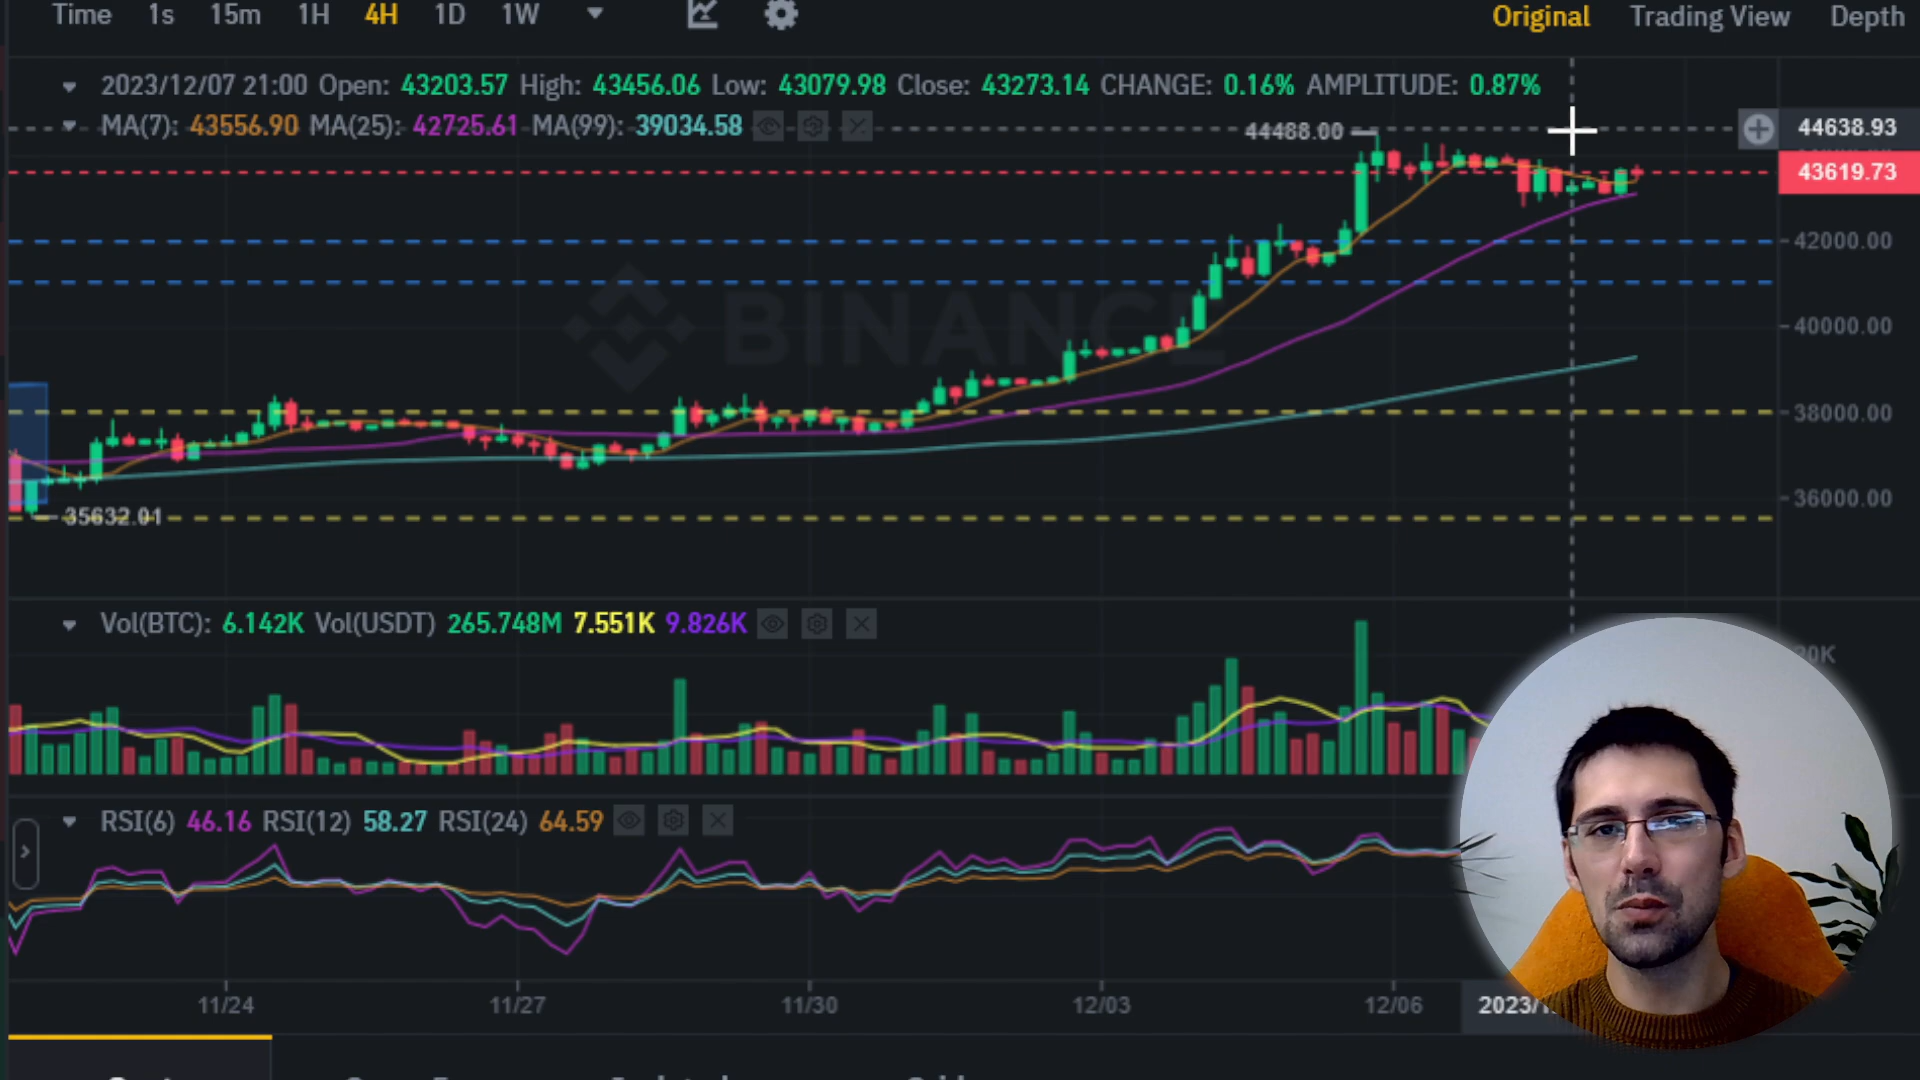 Time 1s 15m 1H 4H 1D 1W Original Trading View Depth
2023/12/07 21:00 Open: 43203.57 High: 43456.06 Low: 43079.98 Close: 43273.14 CHANGE: 0.16% AMPLITUDE: 0.87%
MA(7): 43556.90 MA(25): 42725.61 MA(99): 39034.58
44488.00
44638.93
43619.73
42000.00
BINANCE
40000.00
38000.00
36000.00
35632.01
Vol(BTC): 6.142K Vol(USDT) 265.748M 7.551K 9.826K
20K
RSI(6) 46.16 RSI(12) 58.27 RSI(24) 64.59
11/24 11/27 11/30 12/03 12/06